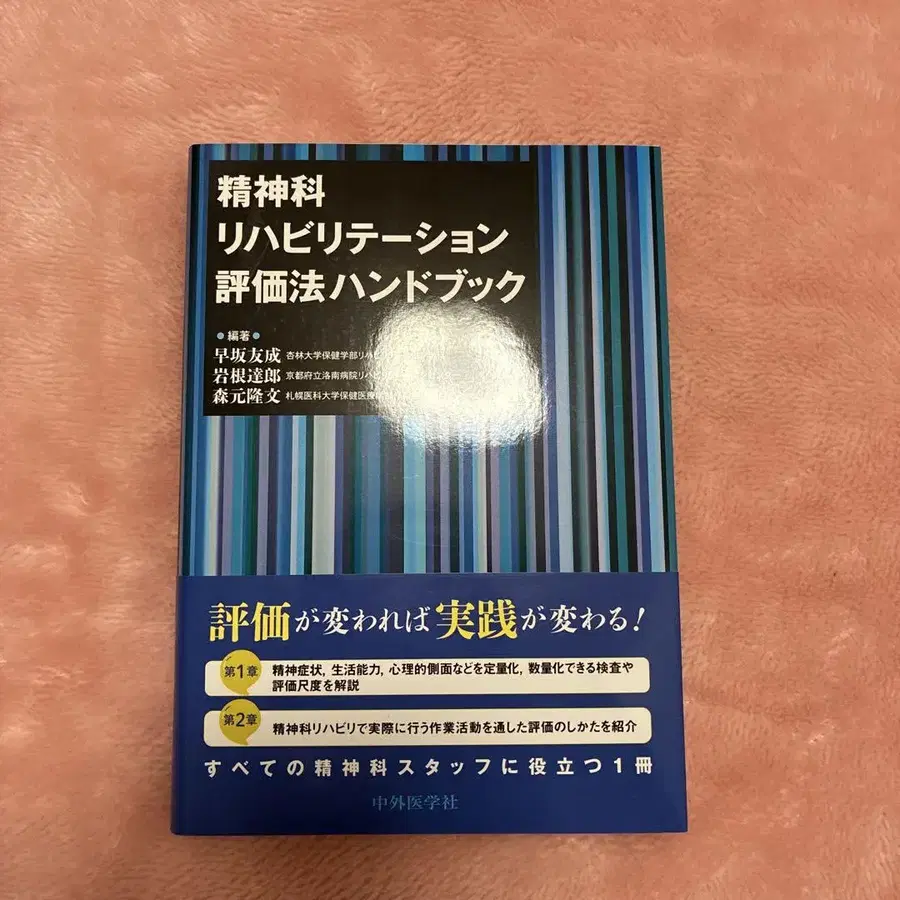 精神科
リハビリテーション
評価法ハンドブック
編著
早坂友成 杏林大学保健学部リハビ
岩根達郎 京都府立洛南病院リハビリ
森元隆文 札幌医科大学保健医療
評価が変われば実践が変わる!
第1章 精神症状, 生活能力, 心理的側面などを定量化, 数量化できる検査や
評価尺度を解説
第2章 精神科リハビリで実際に行う作業活動を通した評価のしかたを紹介
すべての精神科スタッフに役立つ1冊
中外医学社